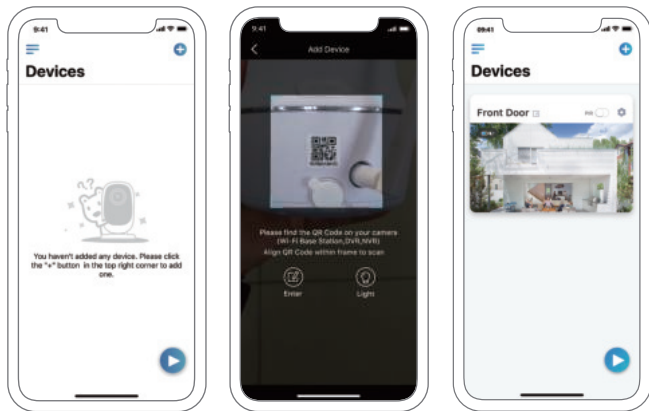 9:41
Devices
You haven't added any device. Please click
the "+" button in the top right corner to add
one.
9:41
Add Device
Please find the QR Code on your camera
(Wi-Fi Base Station,DVR,NVR)
Align QR Code within frame to scan
Enter
Light
09:41
Devices
Front Door